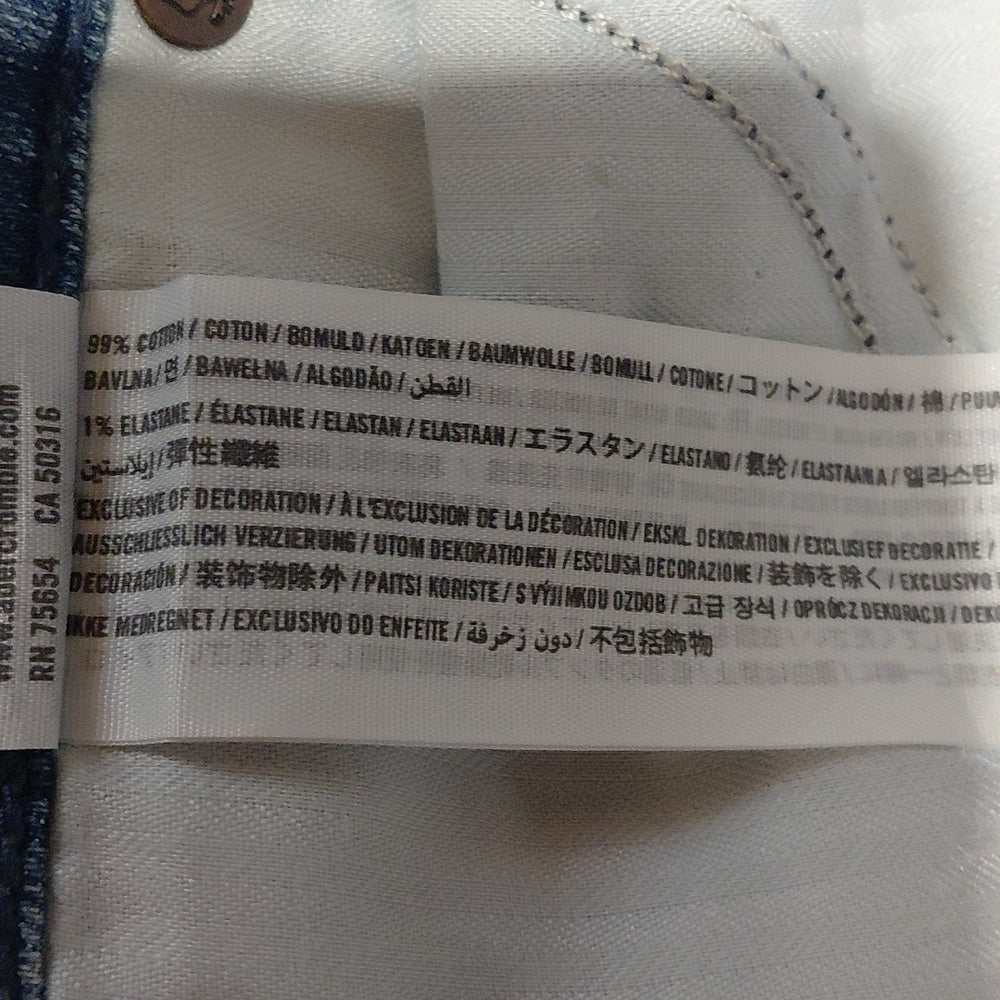 www.abercrombie.com
RN 75654 CA 50316
99% COTTON / COTON / BOMULD / KATOEN / BAUMWOLLE / BOMULL / COTONE / コットン / ALGODÓN / 棉 / PUU
BAVLNA / 면 / BAWEŁNA / ALGODÃO / القطن
1% ELASTANE / ÉLASTANE / ELASTAN / ELASTAAN / エラスタン / ELASTANO / 氨纶 / ELASTAANIA / 엘라스탄
إيلاستين / 彈性纖維
EXCLUSIVE OF DECORATION / À L'EXCLUSION DE LA DÉCORATION / EKSKL. DEKORATION / EXCLUSIEF DECORATIE /
AUSSCHLIESSLICH VERZIERUNG / UTOM DEKORATIONEN / ESCLUSA DECORAZIONE / 装飾を除く / EXCLUSIVO
DECORACIÓN / 装饰物除外 / PAITSI KORISTE / S VÝJIMKOU OZDOB / 고급 장식 / OPRÓCZ DEKORACJI / DEK
IKKE MEDREGNET / EXCLUSIVO DO ENFEITE / دون زخرفة / 不包括飾物